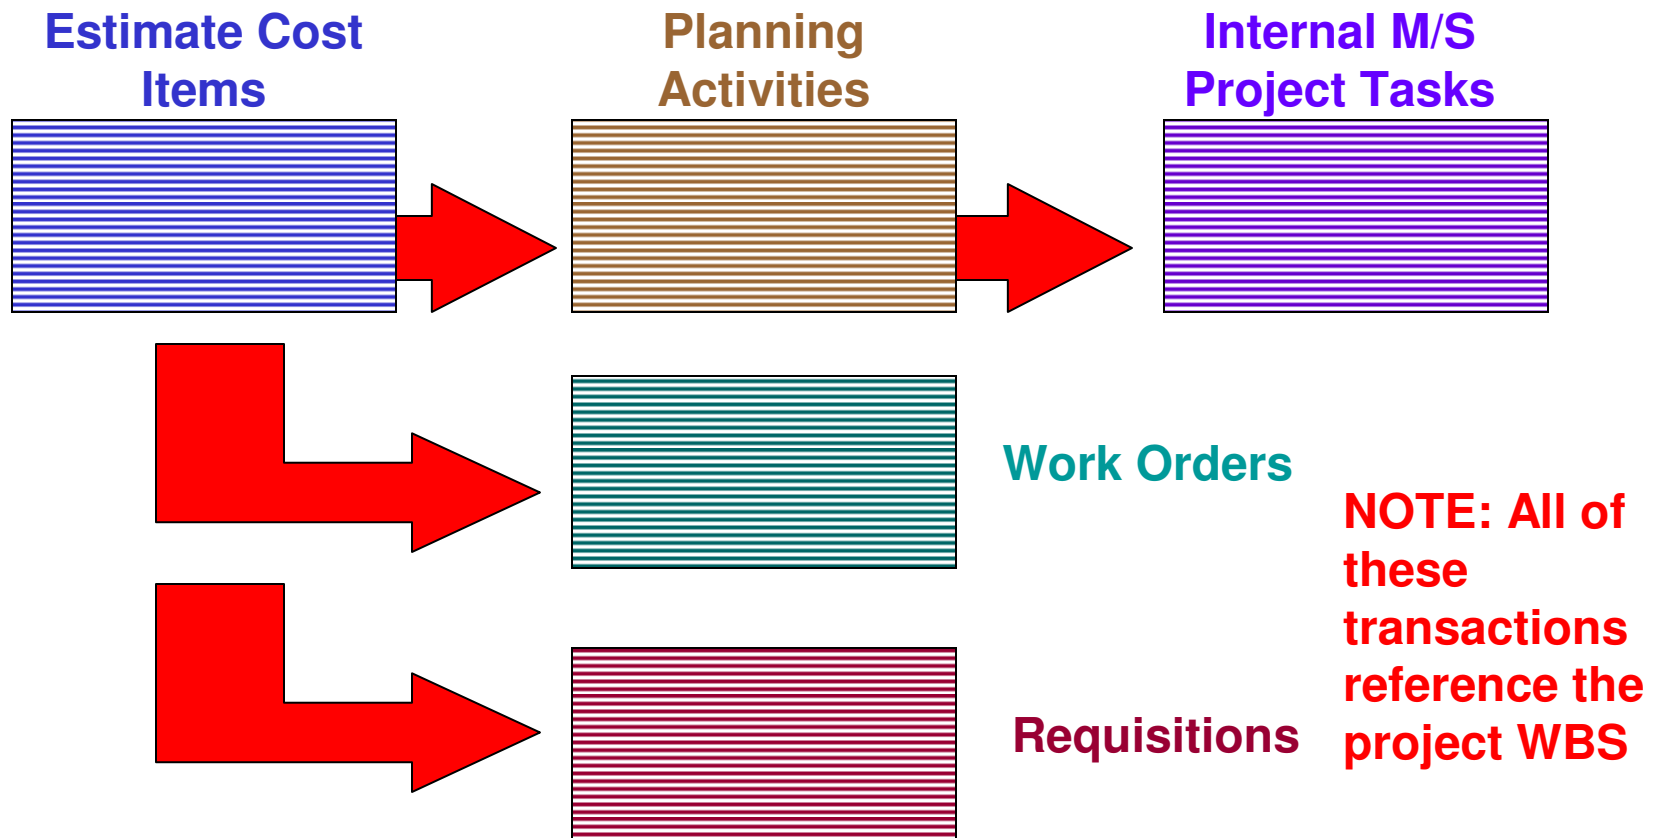 Estimate Cost
Items
Planning
Activities
Internal M/S
Project Tasks
Work Orders
NOTE: All of
these
transactions
reference the
project WBS
Requisitions